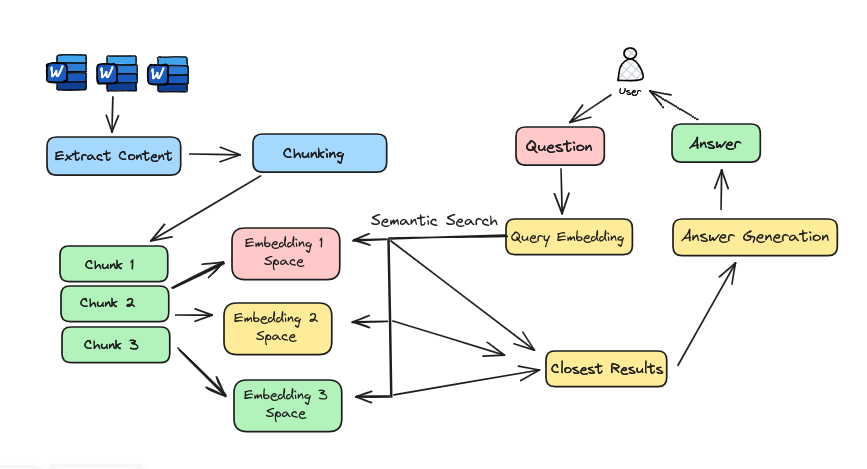 W W W
User
Extract Content
Chunking
Question
Answer
Semantic Search
Query Embedding
Answer Generation
Chunk 1
Chunk 2
Chunk 3
Embedding 1
Space
Embedding 2
Space
Embedding 3
Space
Closest Results